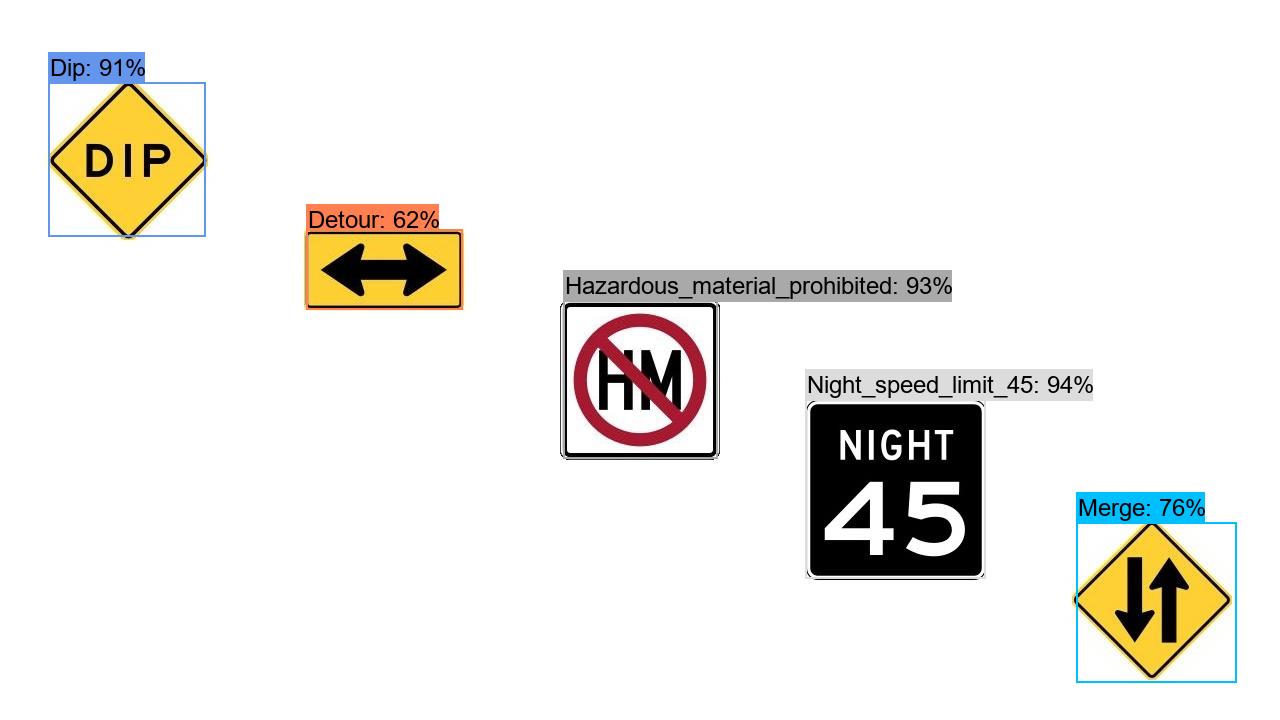 Dip: 91%
DIP
Detour: 62%
Hazardous_material_prohibited: 93%
HM
Night_speed_limit_45: 94%
NIGHT
45
Merge: 76%